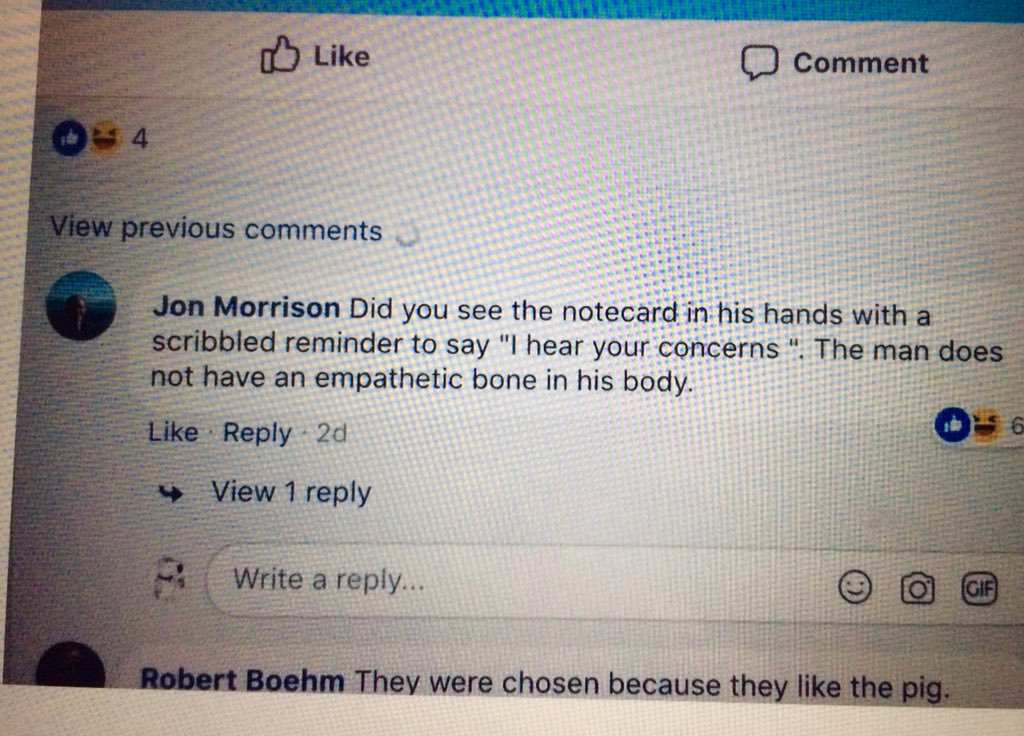 Like
Comment
4
View previous comments
Jon Morrison Did you see the notecard in his hands with a
scribbled reminder to say "I hear your concerns ". The man does
not have an empathetic bone in his body.
Like · Reply · 2d
6
View 1 reply
Write a reply...
GIF
Robert Boehm They were chosen because they like the pig.